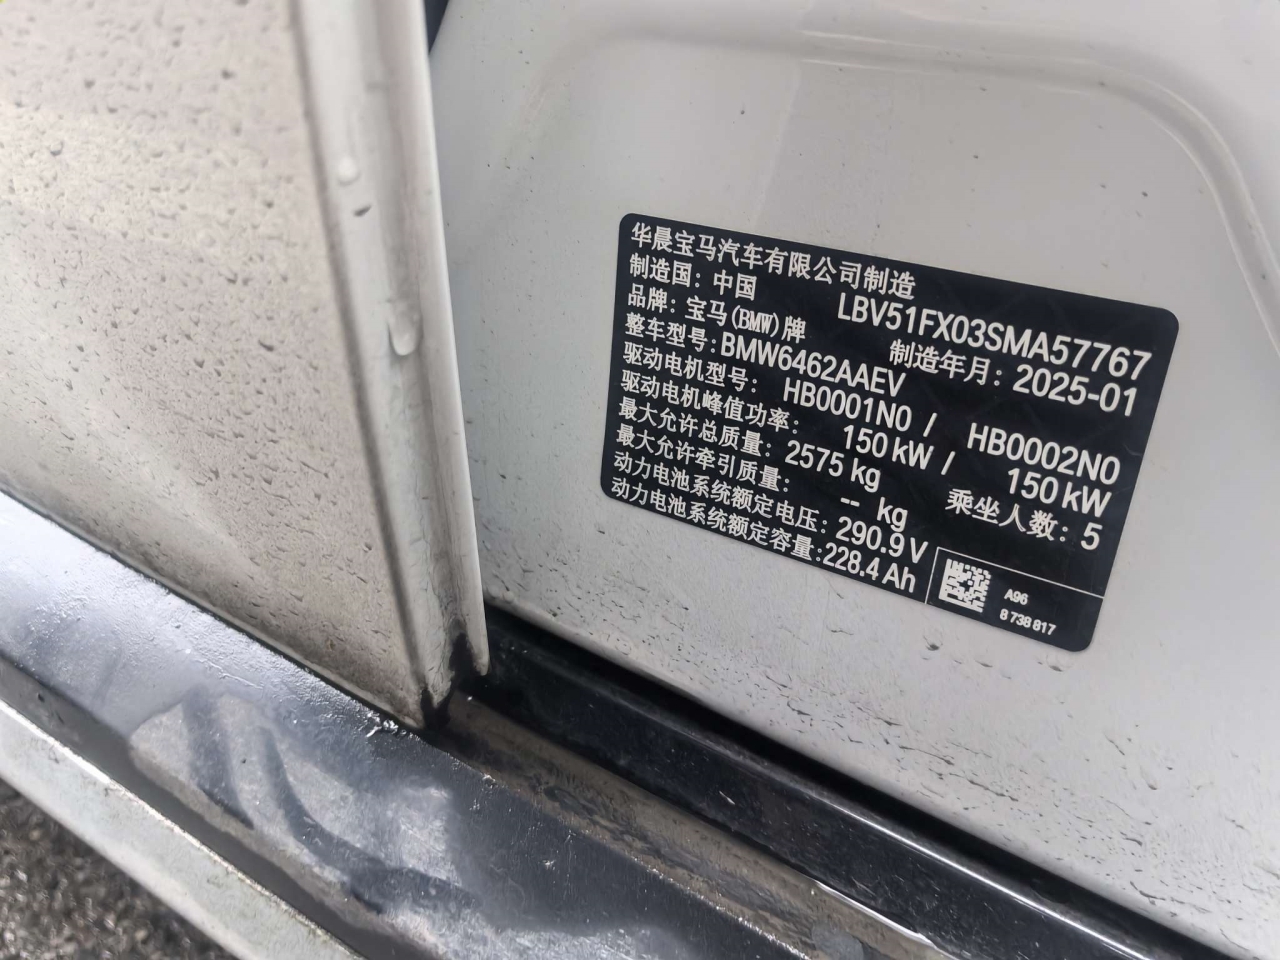 华晨宝马汽车有限公司制造
制造国：中国 LBV51FX03SMA57767
品牌：宝马(BMW)牌 制造年月：2025-01
整车型号：BMW6462AAEV
驱动电机型号： HB0001N0 / HB0002N0
驱动电机峰值功率： 150 kW / 150 kW
最大允许总质量： 2575 kg 乘坐人数：5
最大允许牵引质量： -- kg
动力电池系统额定电压：290.9 V
动力电池系统额定容量：228.4 Ah
A96
8 738 817